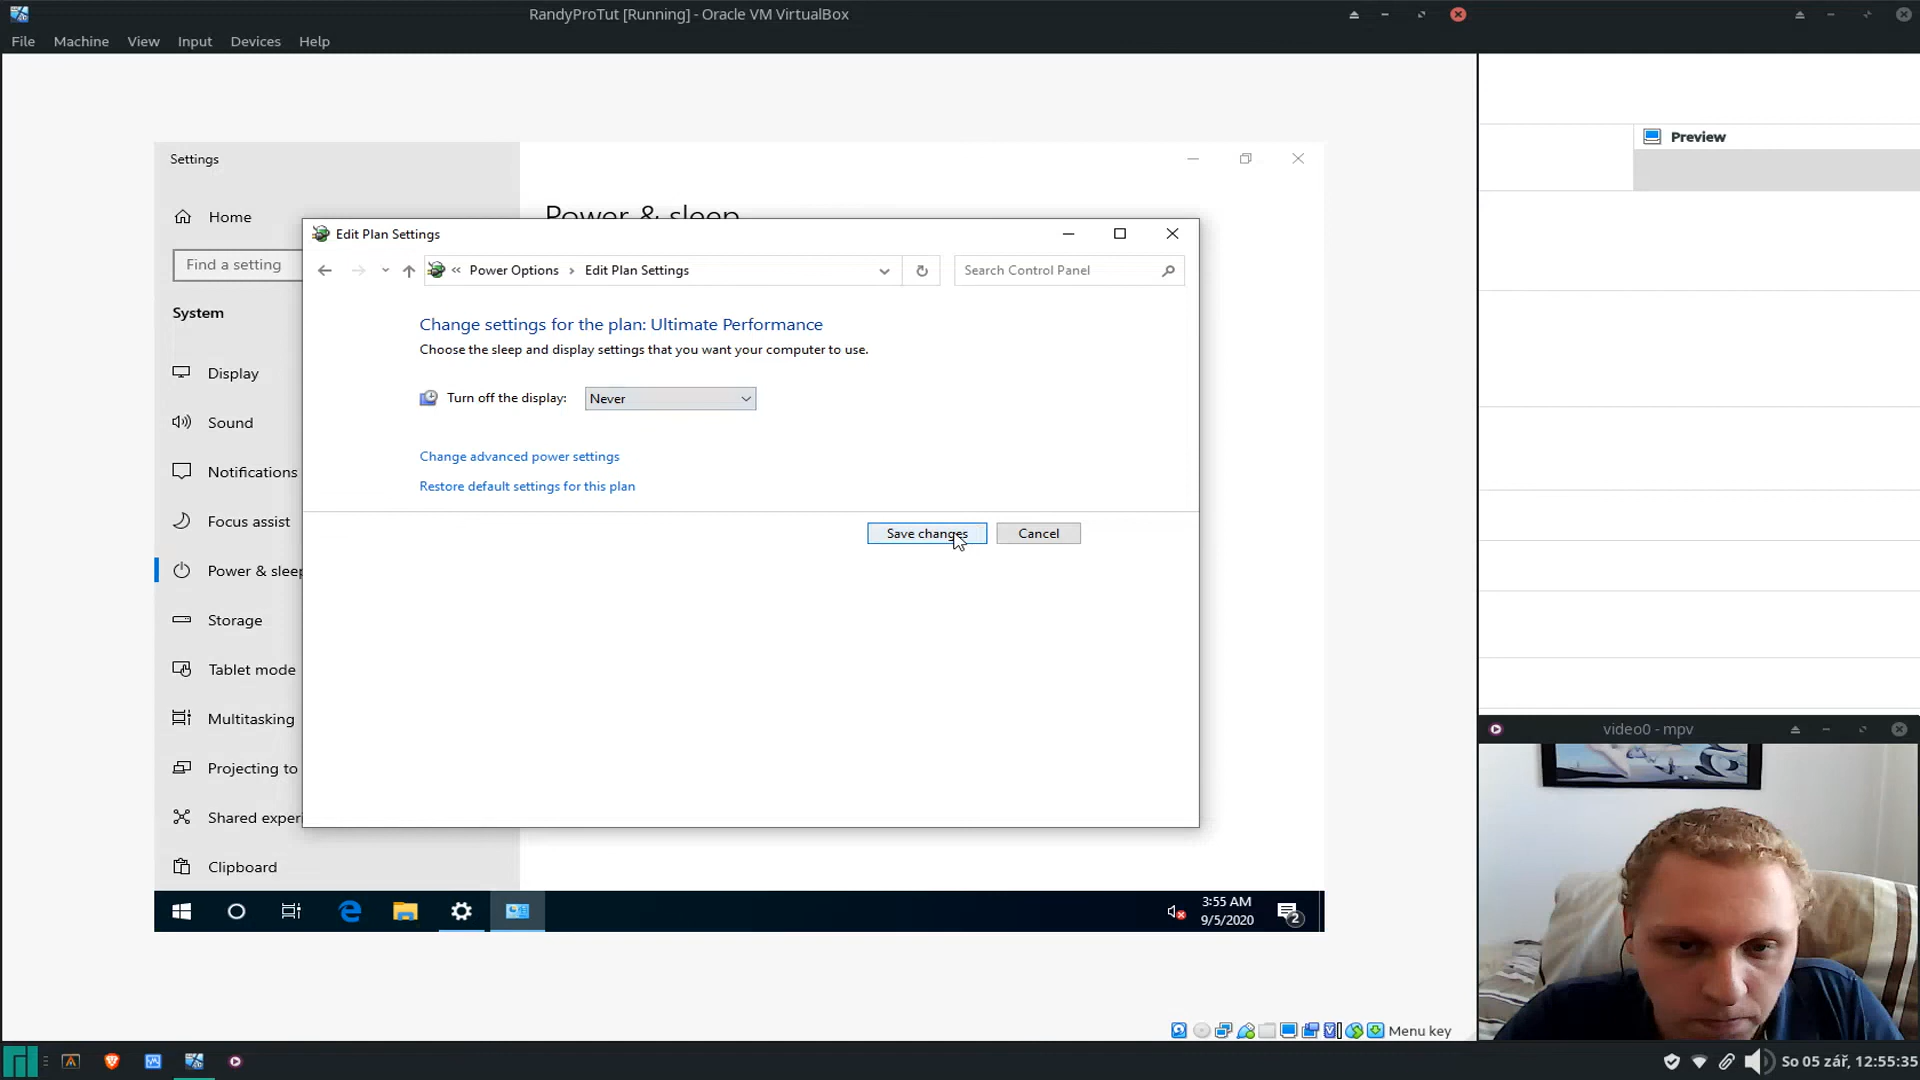 RandyProTut [Running] - Oracle VM VirtualBox
File Machine View Input Devices Help
Preview
Settings
Power & sleep
Home
Find a setting
System
Display
Sound
Notifications
Focus assist
Power & sleep
Storage
Tablet mode
Multitasking
Projecting to
Shared exper
Clipboard
Edit Plan Settings
« Power Options › Edit Plan Settings
Search Control Panel
Change settings for the plan: Ultimate Performance
Choose the sleep and display settings that you want your computer to use.
Turn off the display: Never
Change advanced power settings
Restore default settings for this plan
Save changes Cancel
3:55 AM
9/5/2020
2
video0 - mpv
Menu key
So 05 zář, 12:55:35